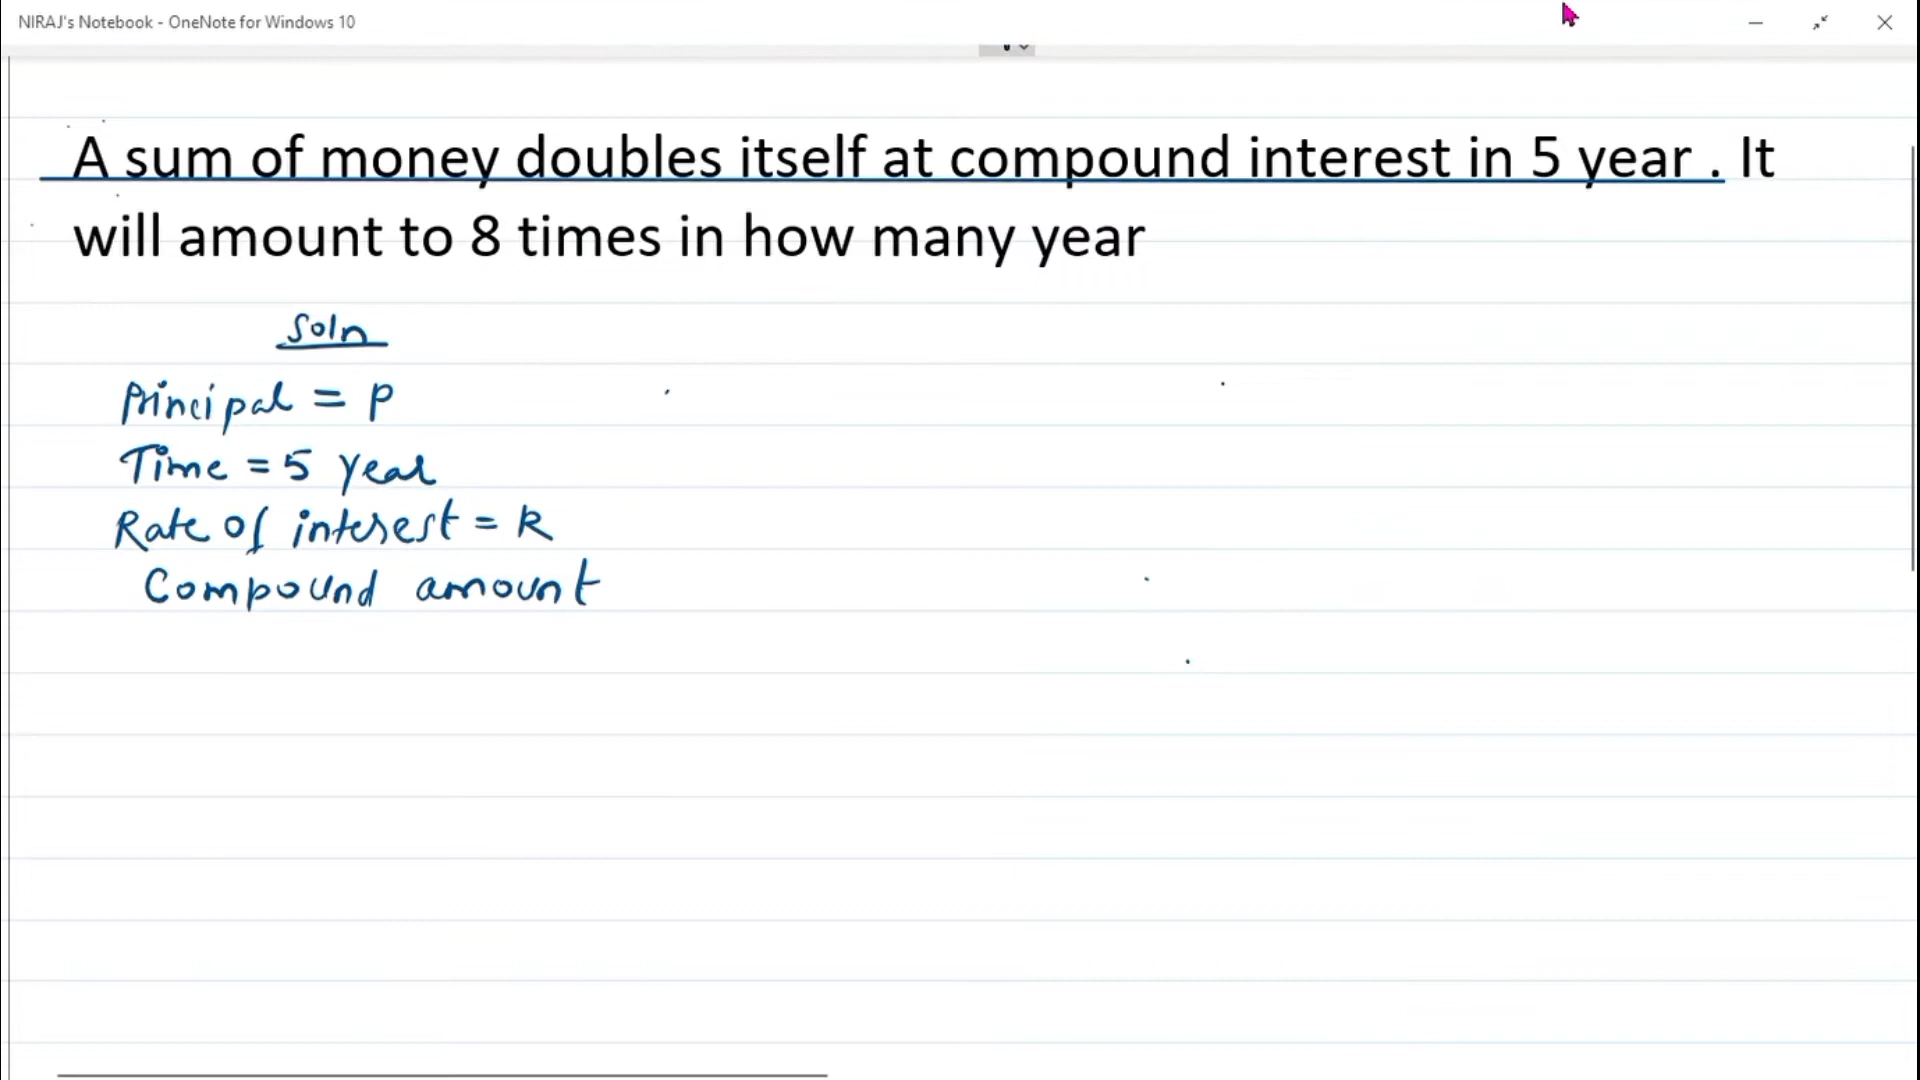 NIRAJ's Notebook - OneNote for Windows 10
A sum of money doubles itself at compound interest in 5 year . It
will amount to 8 times in how many year
Soln
Principal = P
Time = 5 year
Rate of interest = R
Compound amount